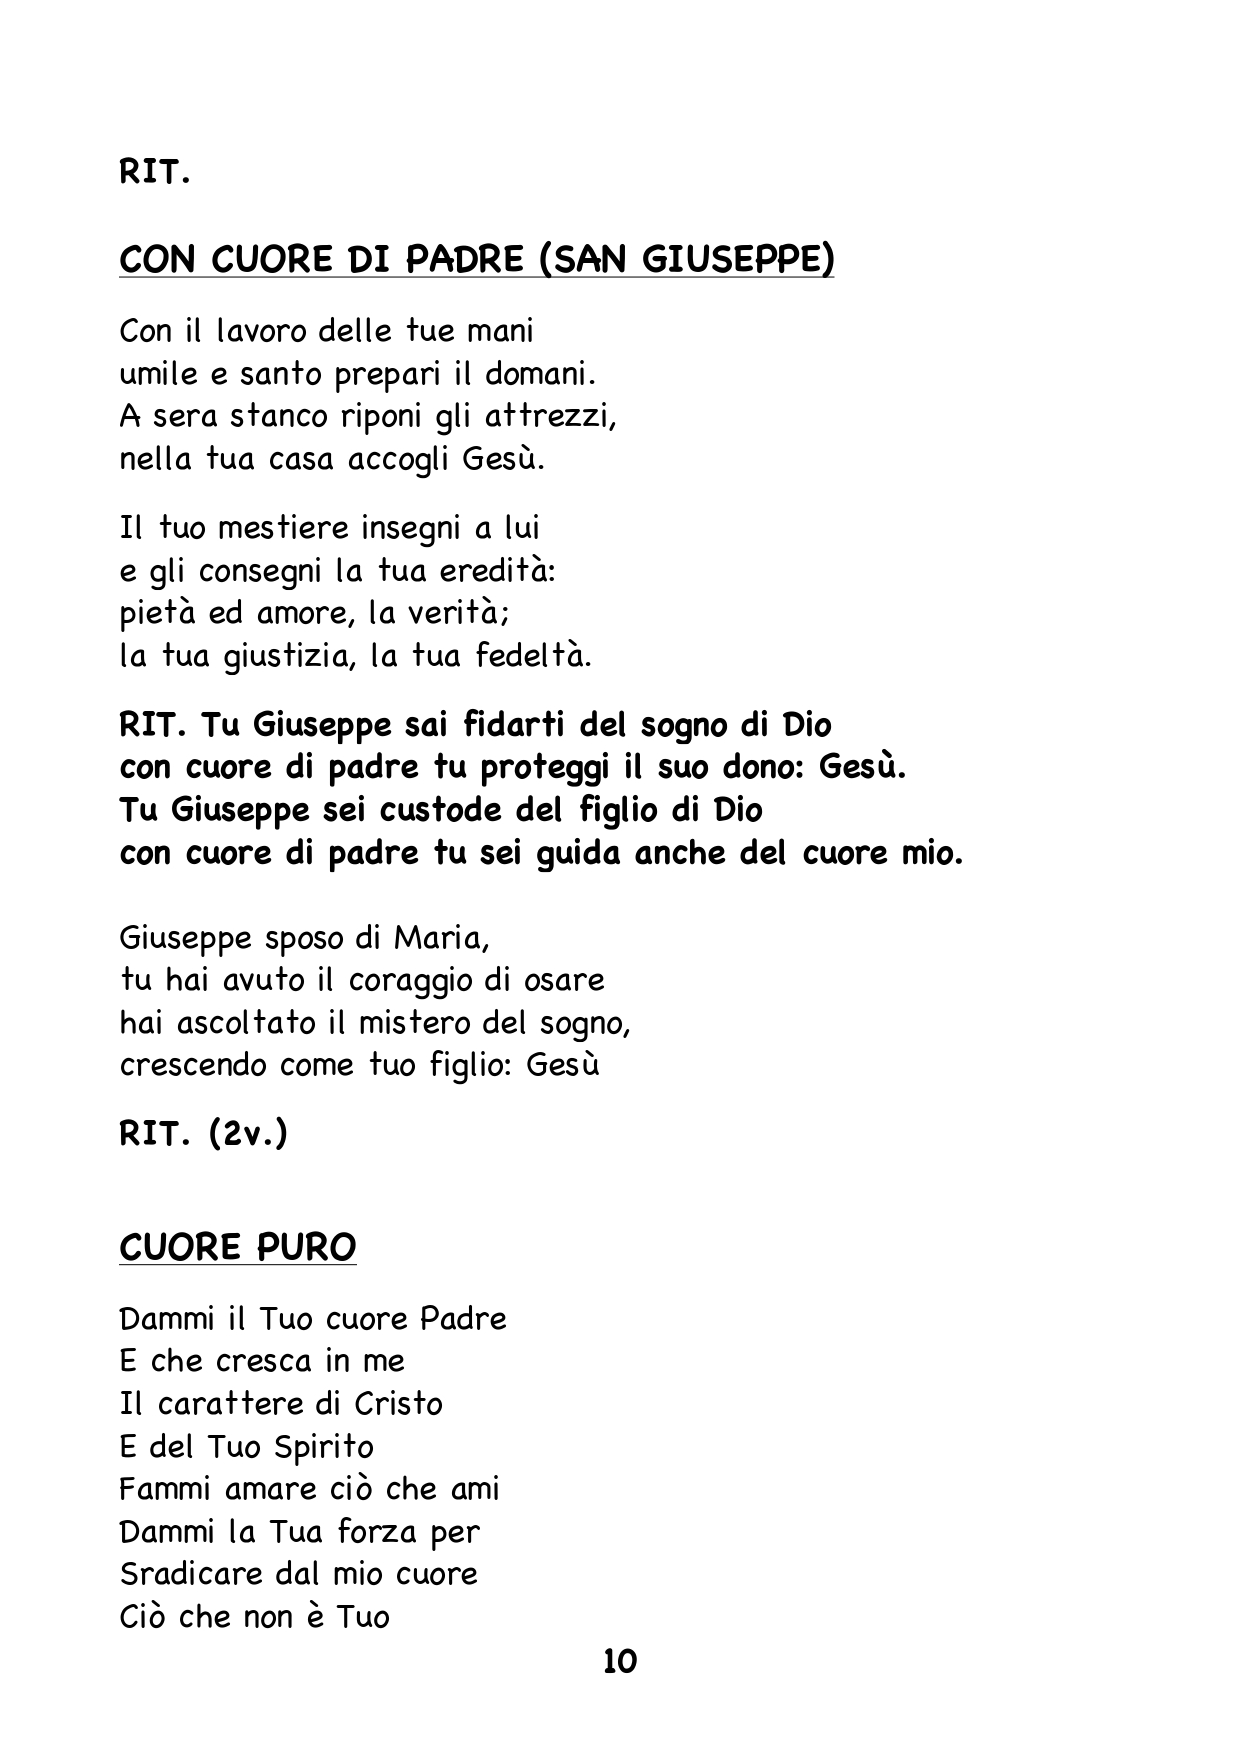 RIT.
CON CUORE DI PADRE (SAN GIUSEPPE)
Con il lavoro delle tue mani
umile e santo prepari il domani.
A sera stanco riponi gli attrezzi,
nella tua casa accogli Gesù.
Il tuo mestiere insegni a lui
e gli consegni la tua eredità:
pietà ed amore, la verità;
la tua giustizia, la tua fedeltà.
RIT. Tu Giuseppe sai fidarti del sogno di Dio
con cuore di padre tu proteggi il suo dono: Gesù.
Tu Giuseppe sei custode del figlio di Dio
con cuore di padre tu sei guida anche del cuore mio.
Giuseppe sposo di Maria,
tu hai avuto il coraggio di osare
hai ascoltato il mistero del sogno,
crescendo come tuo figlio: Gesù
RIT. (2v.)
CUORE PURO
Dammi il Tuo cuore Padre
E che cresca in me
Il carattere di Cristo
E del Tuo Spirito
Fammi amare ciò che ami
Dammi la Tua forza per
Sradicare dal mio cuore
Ciò che non è Tuo
10